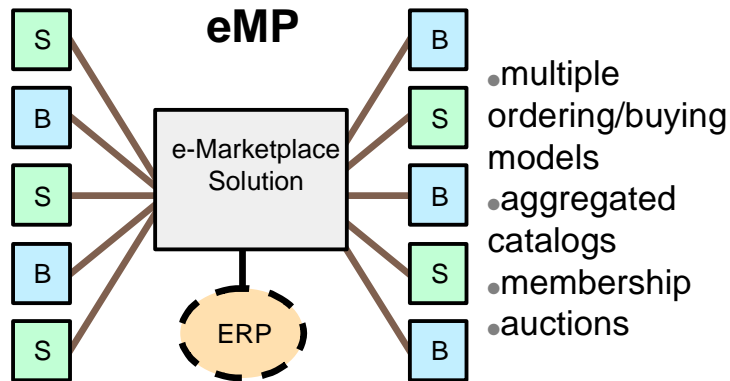 eMP
S
B
S
B
S
e-Marketplace
Solution
ERP
B
S
B
S
B
•multiple
ordering/buying
models
•aggregated
catalogs
•membership
•auctions